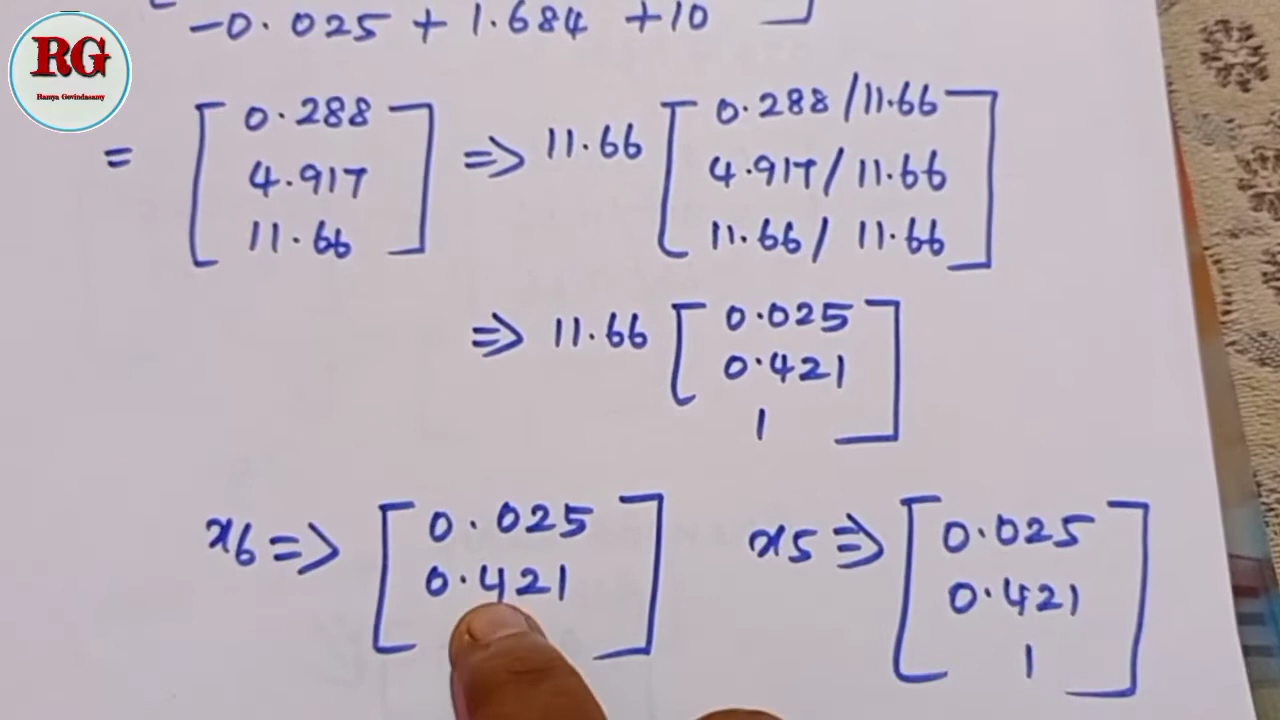 RG
Ramya Govindasamy
-0.025 + 1.684 +10
= [ 0.288 ⇒ 11.66 [ 0.288 / 11.66
4.917 4.917 / 11.66
11.66 ] 11.66 / 11.66 ]
⇒ 11.66 [ 0.025
0.421
1 ]
x6 ⇒ [ 0.025 x5 ⇒ [ 0.025
0.421 ] 0.421
1 ]